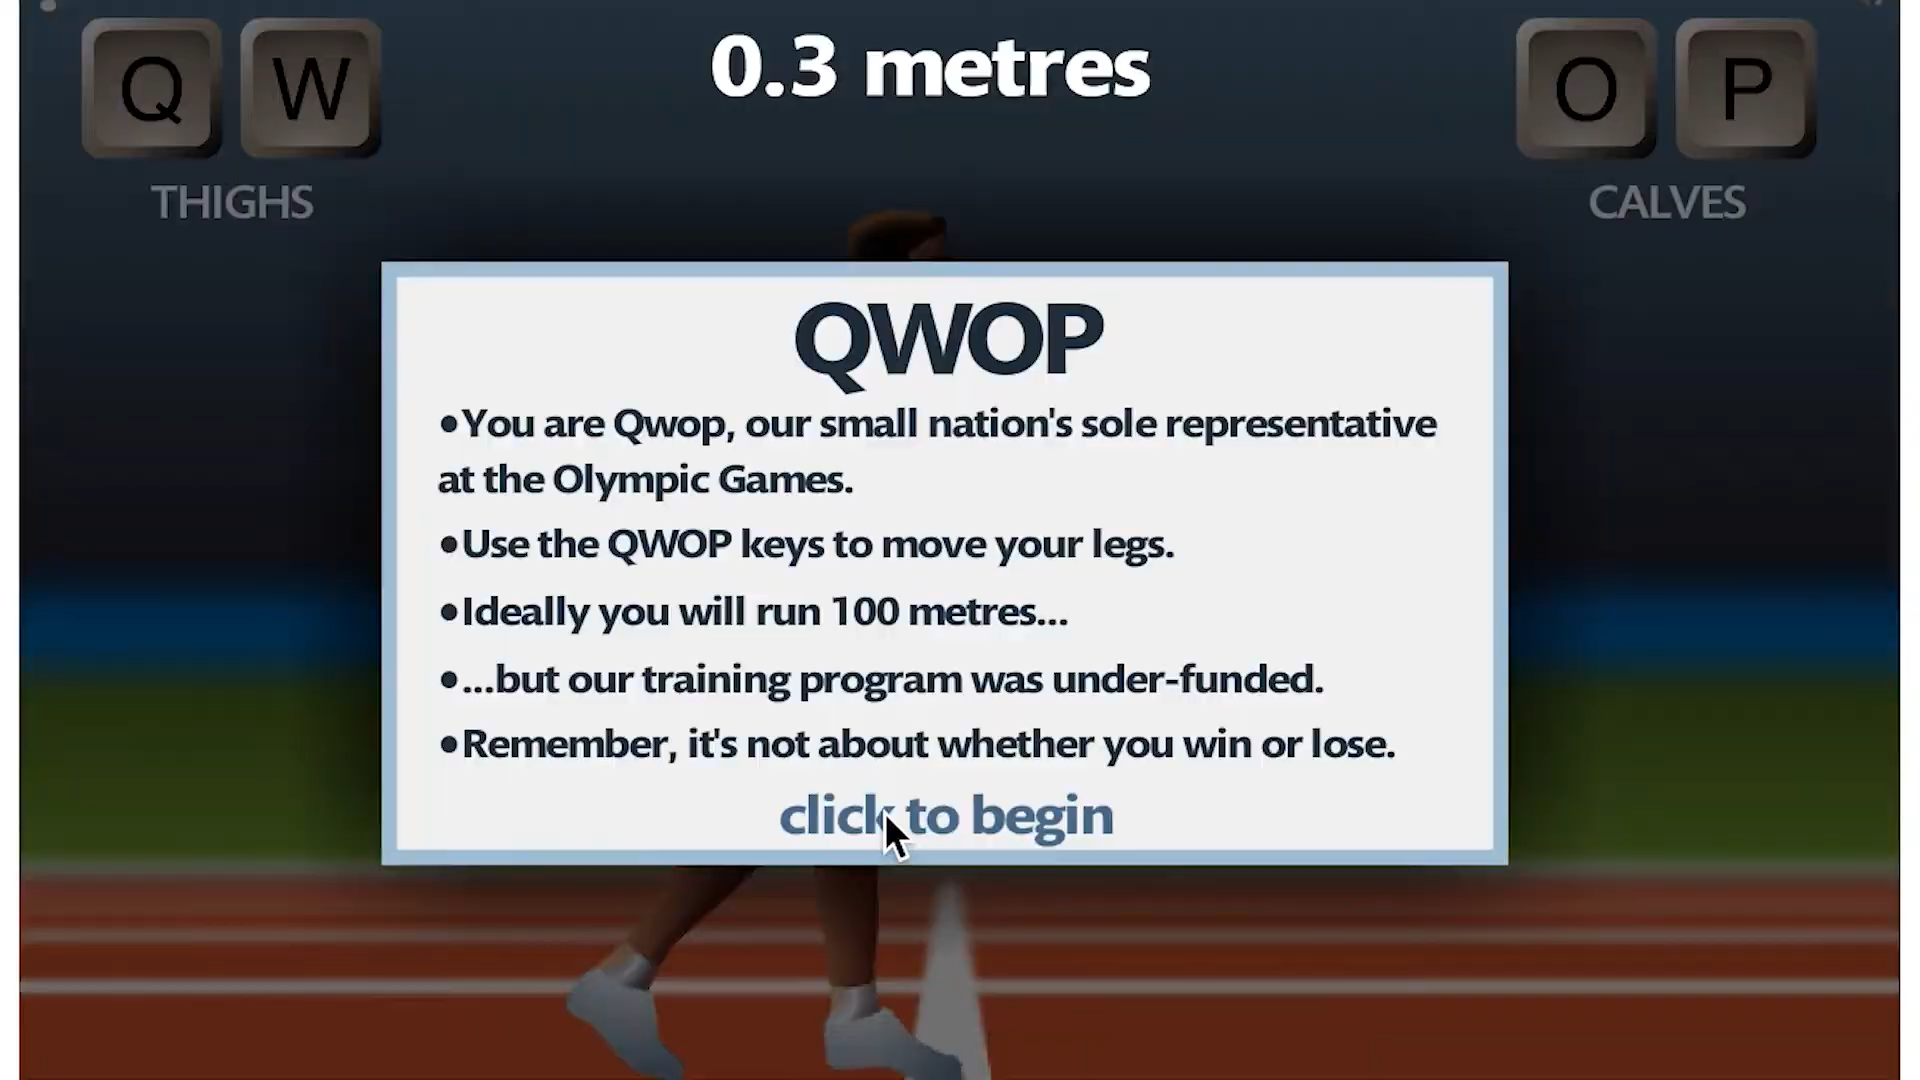 Q W 0.3 metres O P
THIGHS CALVES
QWOP
•You are Qwop, our small nation's sole representative
at the Olympic Games.
•Use the QWOP keys to move your legs.
•Ideally you will run 100 metres...
•...but our training program was under-funded.
•Remember, it's not about whether you win or lose.
click to begin